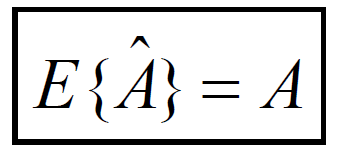 E{Â} = A